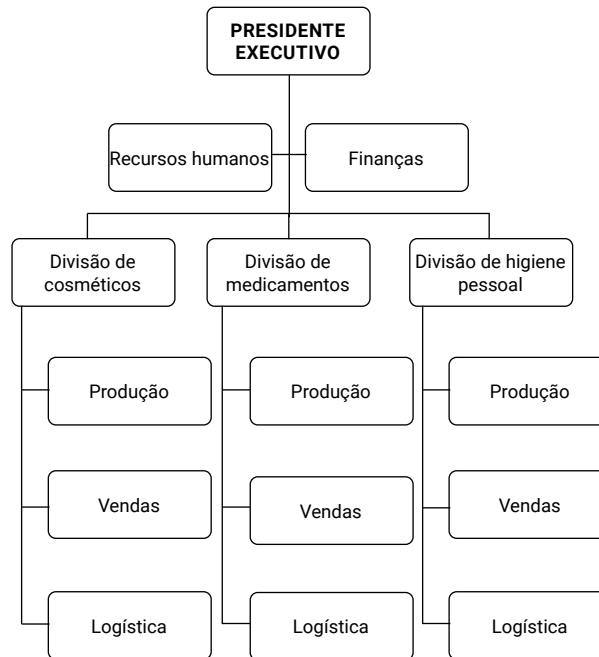 PRESIDENTE
EXECUTIVO
Recursos humanos
Finanças
Divisão de
cosméticos
Divisão de
medicamentos
Divisão de higiene
pessoal
Produção
Produção
Produção
Vendas
Vendas
Vendas
Logística
Logística
Logística